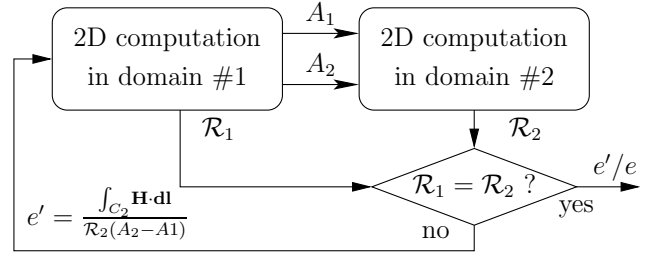 2D computation
in domain #1
A₁
A₂
2D computation
in domain #2
ℛ₁
ℛ₂
ℛ₁ = ℛ₂ ?
e′/e
yes
no
e′ = ∫_{C₂} H·dl / ℛ₂(A₂−A1)